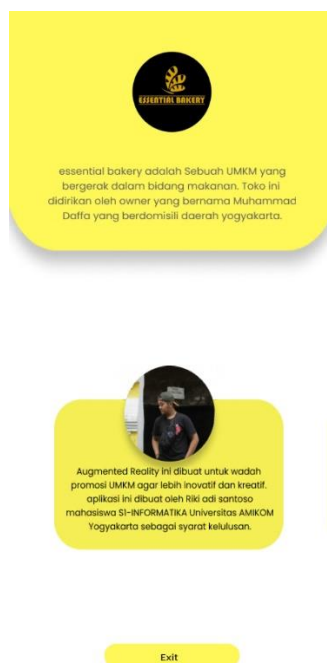 ESSENTIAL BAKERY
essential bakery adalah Sebuah UMKM yang
bergerak dalam bidang makanan. Toko ini
didirikan oleh owner yang bernama Muhammad
Daffa yang berdomisili daerah yogyakarta.
Augmented Reality ini dibuat untuk wadah
promosi UMKM agar lebih inovatif dan kreatif.
aplikasi ini dibuat oleh Riki adi santoso
mahasiswa S1-INFORMATIKA Universitas AMIKOM
Yogyakarta sebagai syarat kelulusan.
Exit